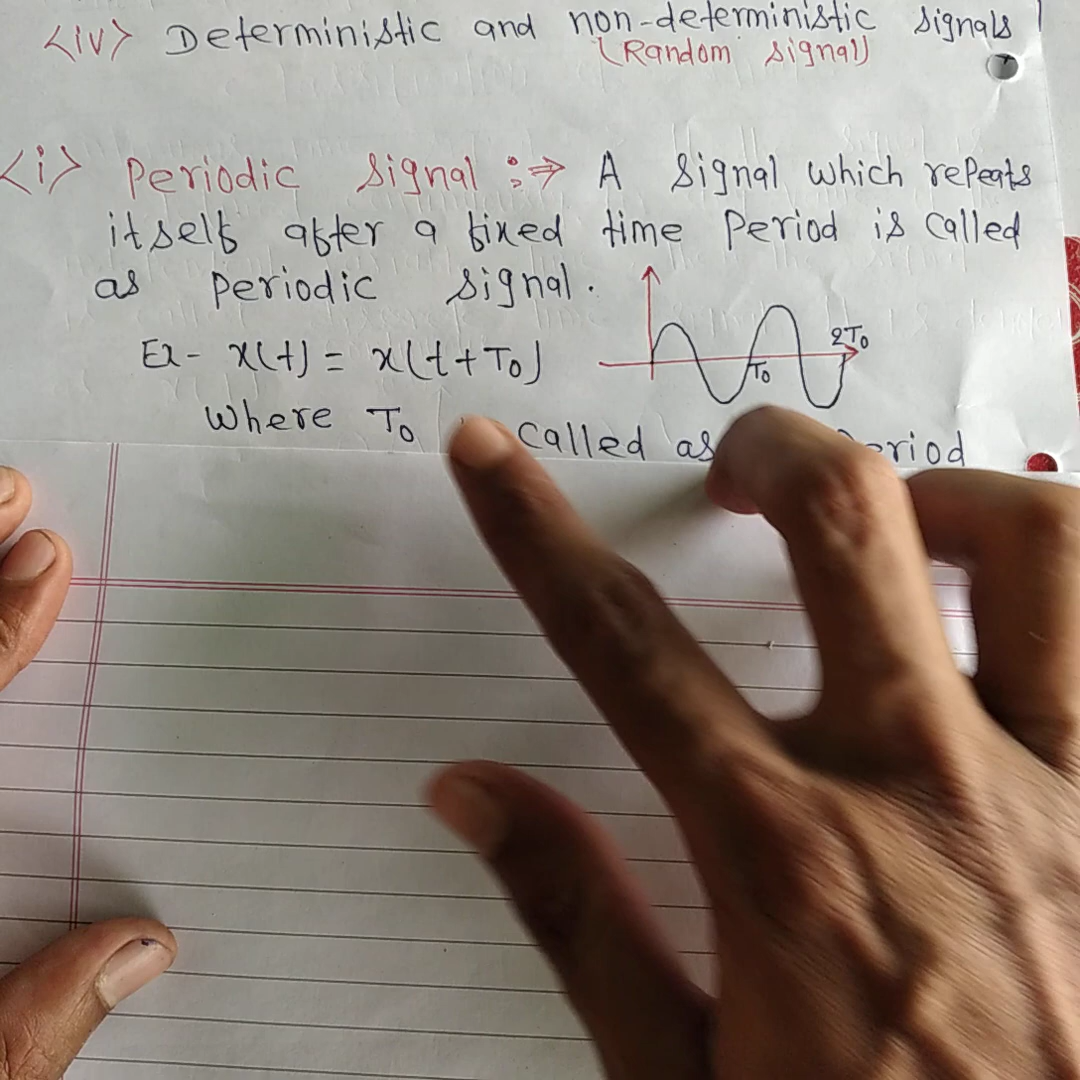 <iv> Deterministic and non-deterministic signals
(Random signal)
<i> Periodic signal :⇒ A signal which repeats
itself after a fixed time Period is called
as periodic signal.
Ex- x(t) = x(t+T₀)
T₀ 2T₀
where T₀ called as